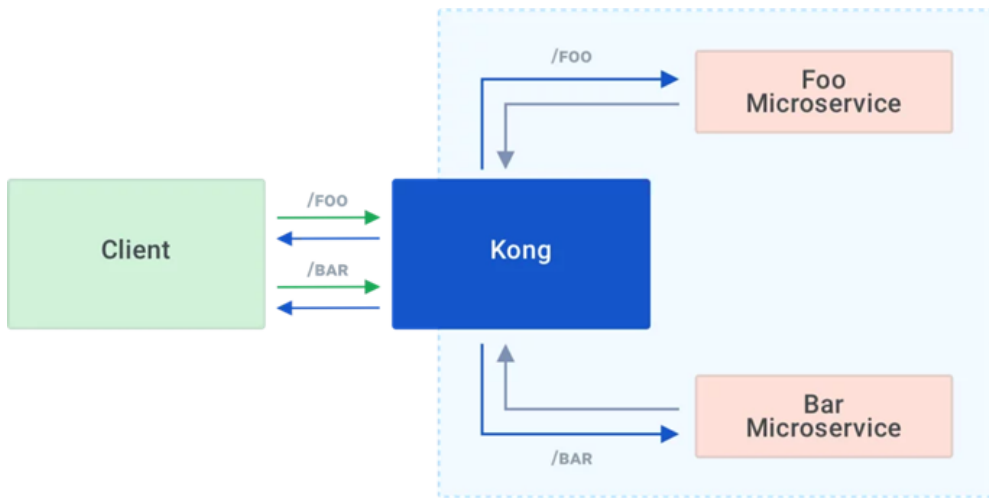 /FOO
Foo
Microservice
Client
/FOO
/BAR
Kong
Bar
Microservice
/BAR